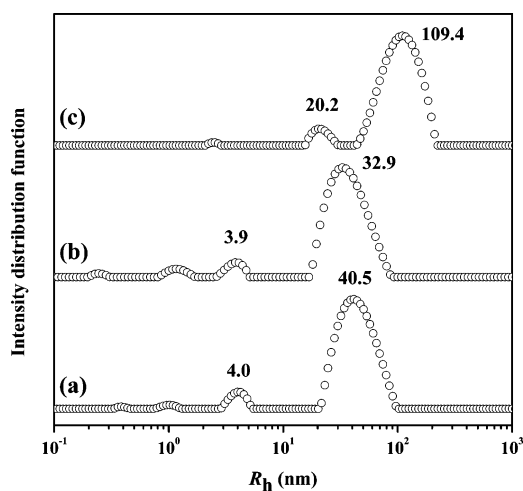 109.4
20.2
(c)
32.9
3.9
(b)
40.5
4.0
(a)
Intensity distribution function
10⁻¹ 10⁰ 10¹ 10² 10³
Rh (nm)